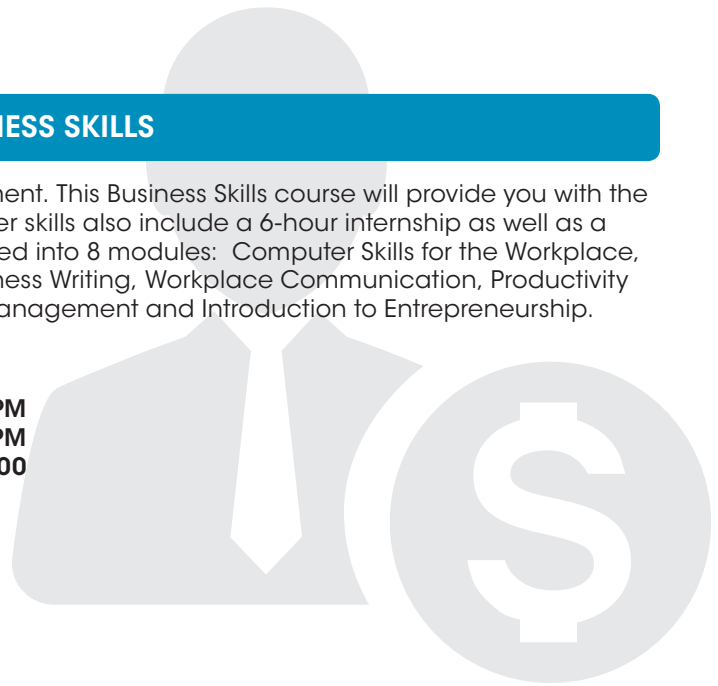 NESS SKILLS
nent. This Business Skills course will provide you with the
er skills also include a 6-hour internship as well as a
ed into 8 modules:  Computer Skills for the Workplace,
ness Writing, Workplace Communication, Productivity
anagement and Introduction to Entrepreneurship.
PM
PM
00
$